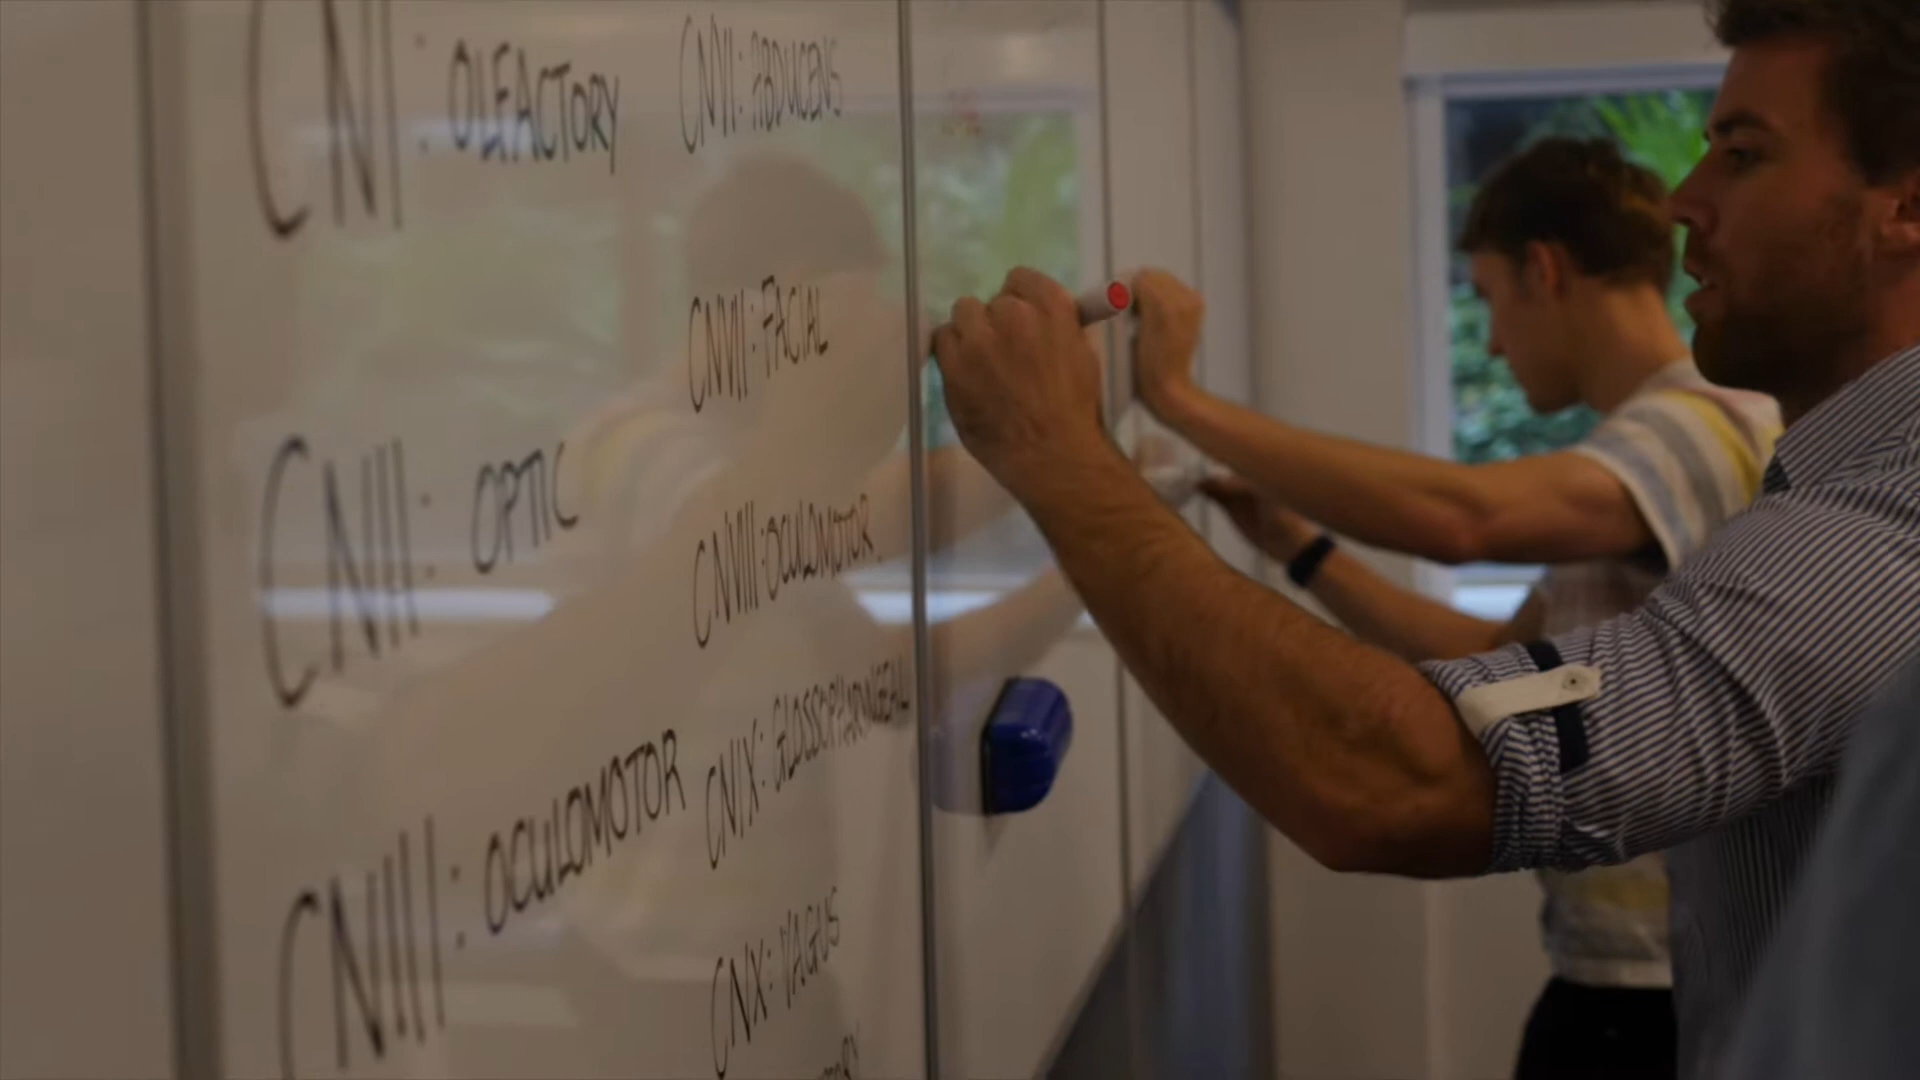 CNI: OLFACTORY
CNII: OPTIC
CNIII: OCULOMOTOR
CNVI: ABDUCENS
CNVII: FACIAL
CNVIII: OCULOMOTOR
CNIX: GLOSSOPHARYNGEAL
CNX: VAGUS